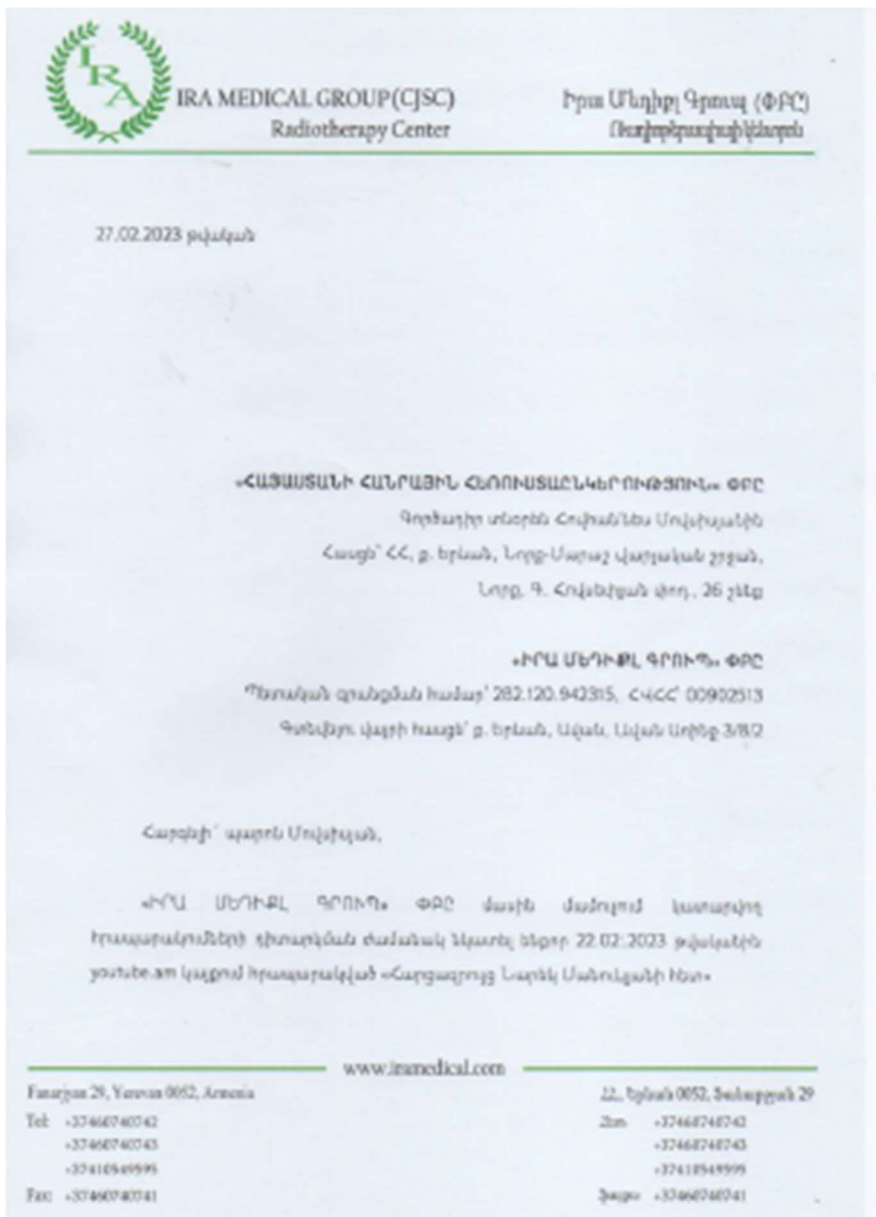 IRA
IRA MEDICAL GROUP (CJSC)
Radiotherapy Center
Իրա Մեդիքլ Գրուպ (ՓԲԸ)
Ռադիոթերապիայի կենտրոն
27.02.2023 թվական
«ՀԱՅԱՍՏԱՆԻ ՀԱՆՐԱՅԻՆ ՀԵՌՈՒՍՏԱԸՆԿԵՐՈՒԹՅՈՒՆ» ՓԲԸ
Գործադիր տնօրեն Հովհաննես Մովսիսյանին
Հասցե՝ ՀՀ, ք. Երևան, Նորք-Մարաշ վարչական շրջան,
Նորք, Գ. Հովսեփյան փող., 26 շենք
«ԻՐԱ ՄԵԴԻՔԼ ԳՐՈՒՊ» ՓԲԸ
Պետական գրանցման համար՝ 282.120.942315, ՀՎՀՀ՝ 00902513
Գտնվելու վայրի հասցե՝ ք. Երևան, Ավան, Ավան Առինջ 3/8/2
Հարգելի՛ պարոն Մովսիսյան,
«ԻՐԱ ՄԵԴԻՔԼ ԳՐՈՒՊ» ՓԲԸ մասին մամուլում կատարվող
հրապարակումների դիտարկման ժամանակ նկատել ենք որ 22.02.2023 թվականին
youtube.am կայքում հրապարակված «Հարցազրույց Նարեկ Մանուկյանի հետ»
www.iramedical.com
Fanarjyan 29, Yerevan 0052, Armenia
Tel: +37460740742
+37460740743
+37410549595
Fax: +37460740741
ՀՀ, Երևան 0052, Ֆանարջյան 29
Հեռ. +37460740742
+37460740743
+37410549595
Ֆաքս +37460740741